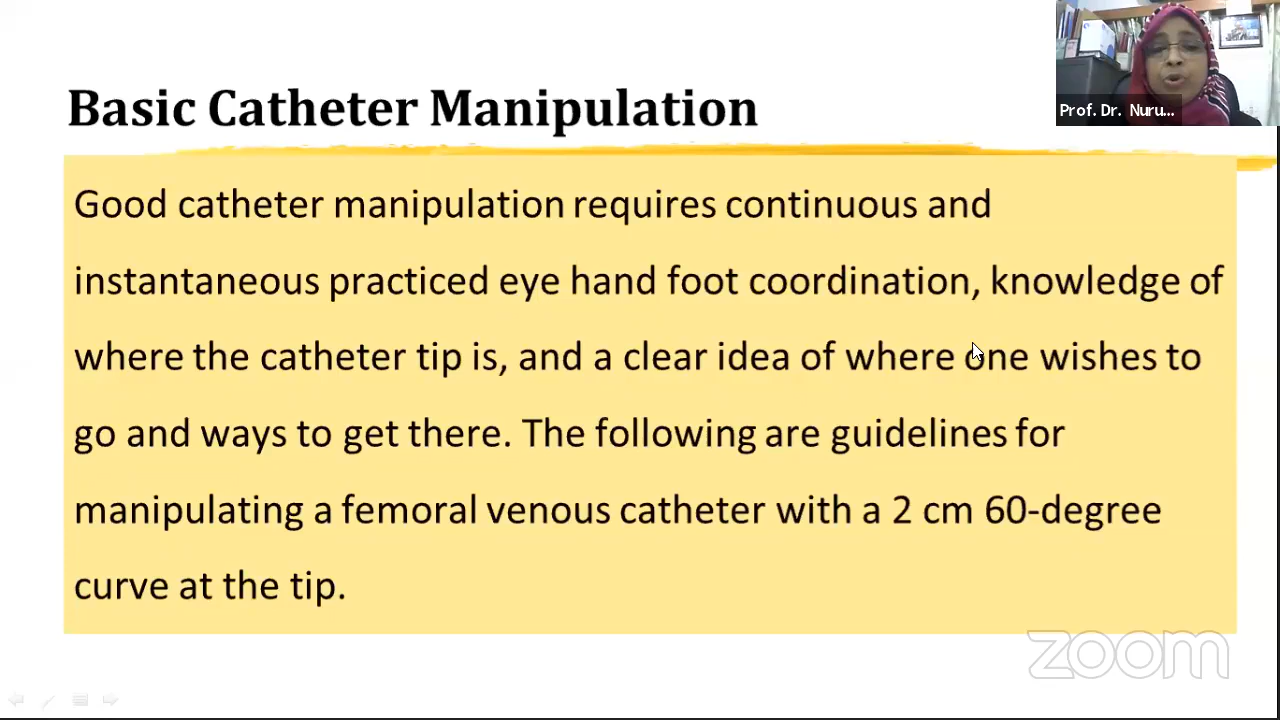 Basic Catheter Manipulation
Prof. Dr. Nuru...
Good catheter manipulation requires continuous and
instantaneous practiced eye hand foot coordination, knowledge of
where the catheter tip is, and a clear idea of where one wishes to
go and ways to get there. The following are guidelines for
manipulating a femoral venous catheter with a 2 cm 60-degree
curve at the tip.
zoom